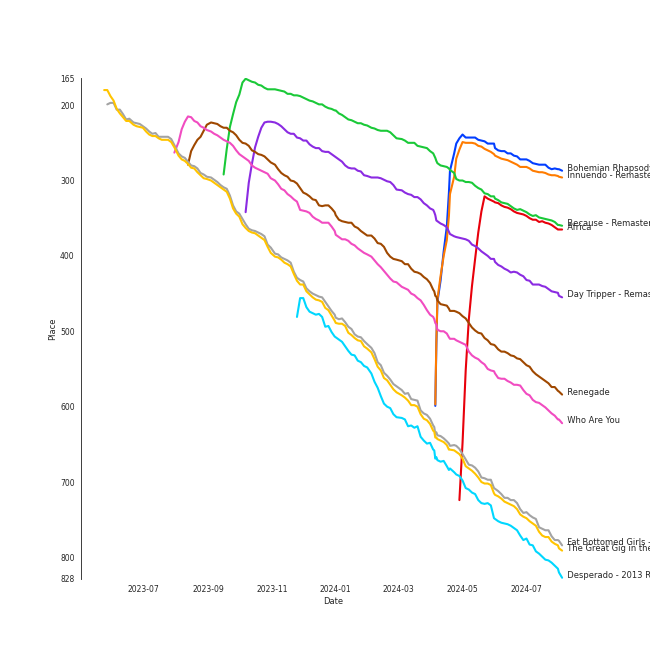 165
200
300
400
500
600
700
800
828
Place
2023-07
2023-09
2023-11
2024-01
2024-03
2024-05
2024-07
Date
Bohemian Rhapsod
Innuendo - Remaste
Because - Remaster
Africa
Day Tripper - Remas
Renegade
Who Are You
Fat Bottomed Girls -
The Great Gig in the
Desperado - 2013 R